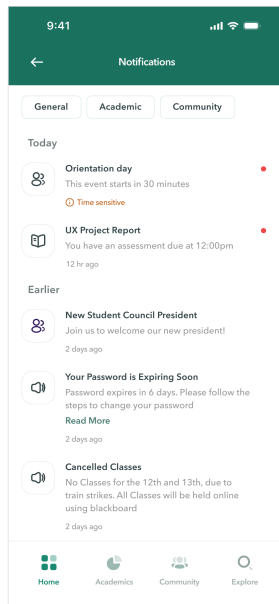 9:41
Notifications
General Academic Community
Today
Orientation day
This event starts in 30 minutes
Time sensitive
UX Project Report
You have an assessment due at 12:00pm
12 hr ago
Earlier
New Student Council President
Join us to welcome our new president!
2 days ago
Your Password is Expiring Soon
Password expires in 6 days. Please follow the
steps to change your password
Read More
2 days ago
Cancelled Classes
No Classes for the 12th and 13th, due to
train strikes. All Classes will be held online
using blackboard
2 days ago
Home Academics Community Explore